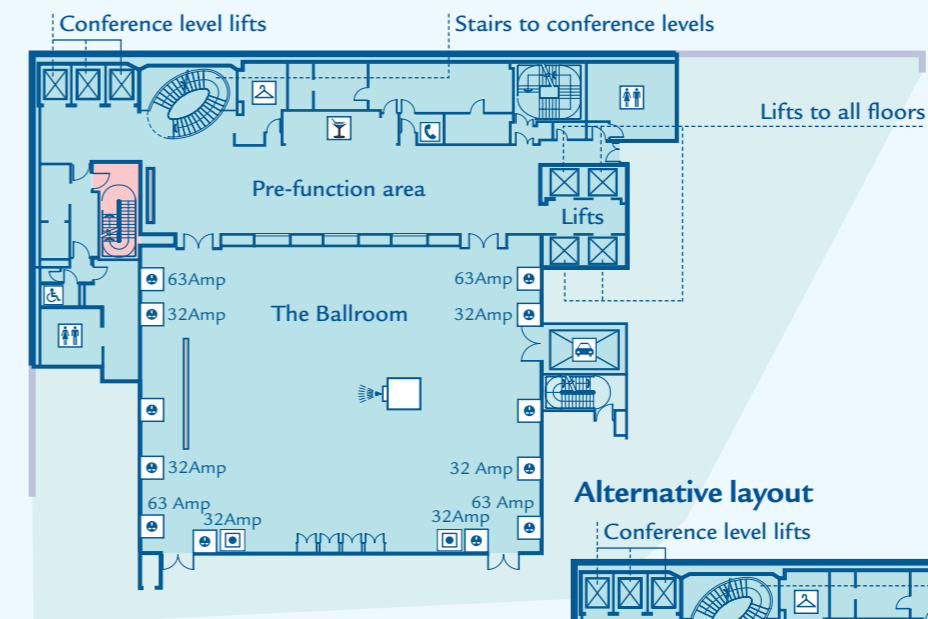 Conference level lifts
Stairs to conference levels
Lifts to all floors
Pre-function area
Lifts
63Amp
63Amp
32Amp
The Ballroom
32Amp
32Amp
32 Amp
63 Amp
63 Amp
32Amp
32Amp
Alternative layout
Conference level lifts